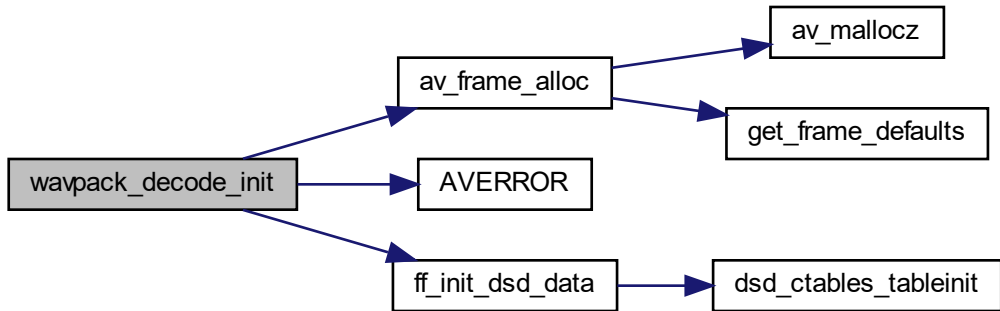 av_mallocz
av_frame_alloc
get_frame_defaults
wavpack_decode_init
AVERROR
ff_init_dsd_data
dsd_ctables_tableinit